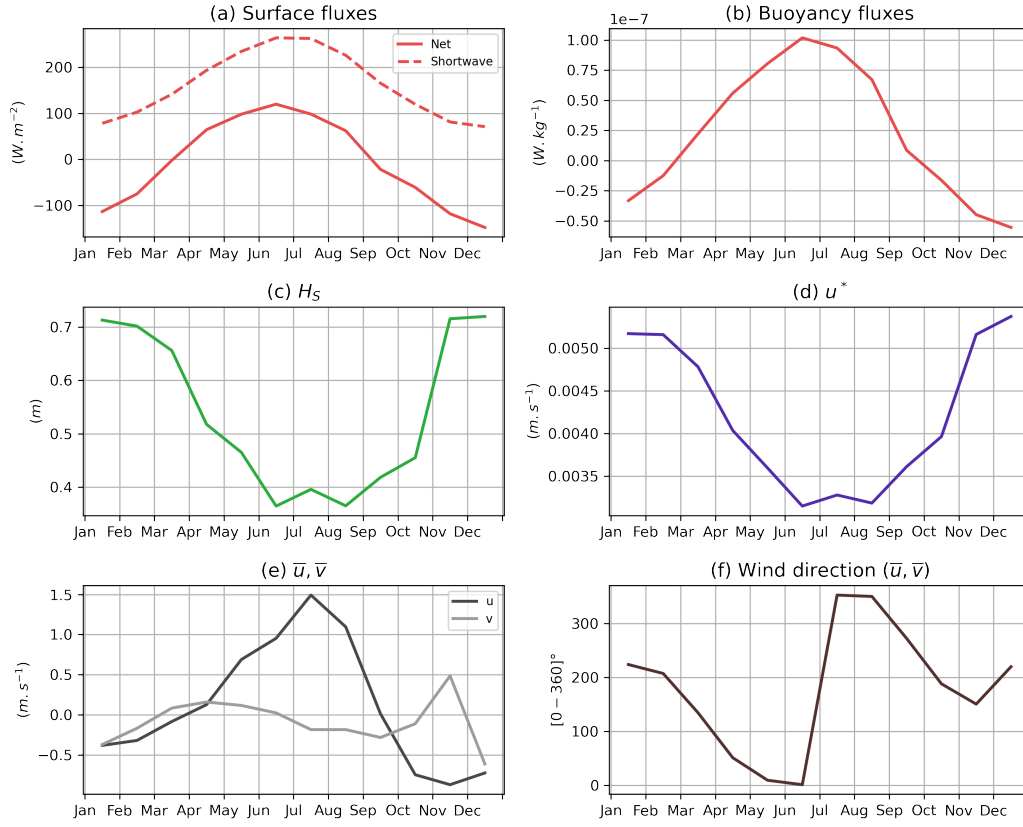 (a) Surface fluxes
(W.m⁻²)
200
100
0
−100
Net
Shortwave
Jan Feb Mar Apr May Jun Jul Aug Sep Oct Nov Dec
(b) Buoyancy fluxes
1e−7
(W.kg⁻¹)
1.00
0.75
0.50
0.25
0.00
−0.25
−0.50
Jan Feb Mar Apr May Jun Jul Aug Sep Oct Nov Dec
(c) H_S
(m)
0.7
0.6
0.5
0.4
Jan Feb Mar Apr May Jun Jul Aug Sep Oct Nov Dec
(d) u*
(m.s⁻¹)
0.0050
0.0045
0.0040
0.0035
Jan Feb Mar Apr May Jun Jul Aug Sep Oct Nov Dec
(e) u̅, v̅
(m.s⁻¹)
1.5
1.0
0.5
0.0
−0.5
u
v
Jan Feb Mar Apr May Jun Jul Aug Sep Oct Nov Dec
(f) Wind direction (u̅, v̅)
[0 − 360]°
300
200
100
0
Jan Feb Mar Apr May Jun Jul Aug Sep Oct Nov Dec